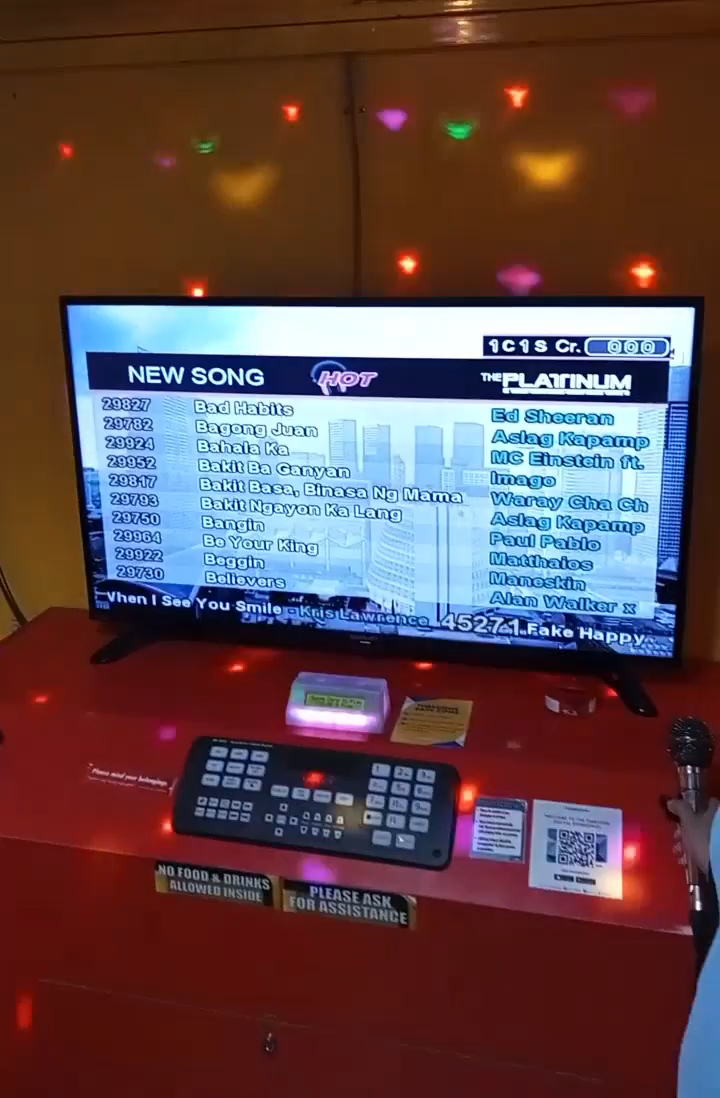 1C1S Cr. 000
NEW SONG HOT THE PLATINUM
29827 Bad Habits Ed Sheeran
29782 Bagong Juan Aslag Kapamp
29924 Bahala Ka MC Einstein ft.
29952 Bakit Ba Ganyan Imago
29817 Bakit Basa, Binasa Ng Mama Waray Cha Ch
29793 Bakit Ngayon Ka Lang Aslag Kapamp
29750 Bangin Paul Pablo
29964 Be Your King Matthaios
29922 Beggin Maneskin
29730 Believers Alan Walker x
When I See You Smile - Kris Lawrence 45271 Fake Happy
Please mind your belongings
NO FOOD & DRINKS
ALLOWED INSIDE
PLEASE ASK
FOR ASSISTANCE